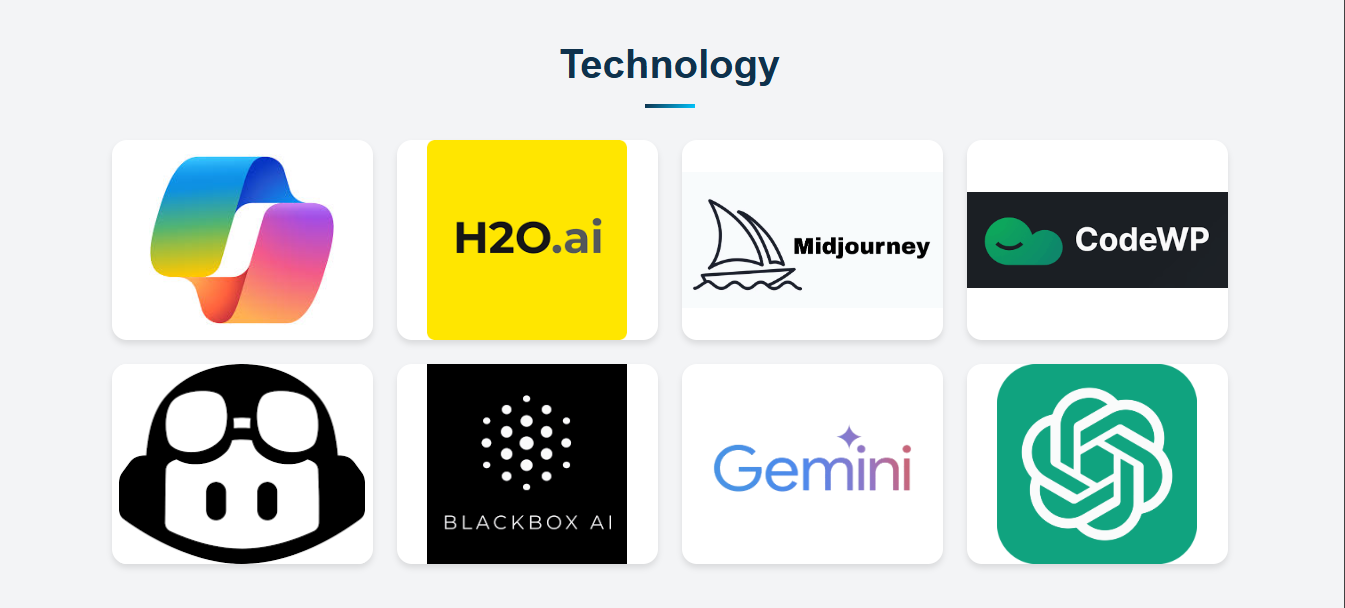 Technology
H2O.ai
Midjourney
CodeWP
BLACKBOX AI
Gemini